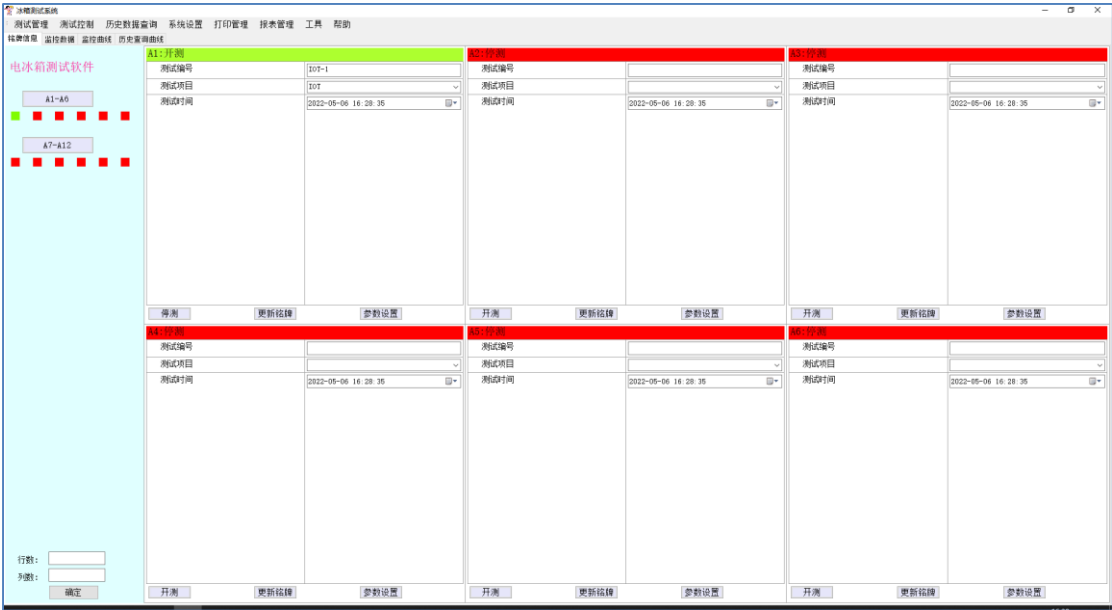 冰箱测试系统
测试管理 测试控制 历史数据查询 系统设置 打印管理 报表管理 工具 帮助
铭牌信息 监控数据 监控曲线 历史查询曲线
电冰箱测试软件
A1-A6
A7-A12
行数:
列数:
确定
A1:开测
测试编号 IOT-1
测试项目 IOT
测试时间 2022-05-06 16:28:35
停测 更新铭牌 参数设置
A2:停测
测试编号
测试项目
测试时间 2022-05-06 16:28:35
开测 更新铭牌 参数设置
A3:停测
测试编号
测试项目
测试时间 2022-05-06 16:28:35
开测 更新铭牌 参数设置
A4:停测
测试编号
测试项目
测试时间 2022-05-06 16:28:35
开测 更新铭牌 参数设置
A5:停测
测试编号
测试项目
测试时间 2022-05-06 16:28:35
开测 更新铭牌 参数设置
A6:停测
测试编号
测试项目
测试时间 2022-05-06 16:28:35
开测 更新铭牌 参数设置